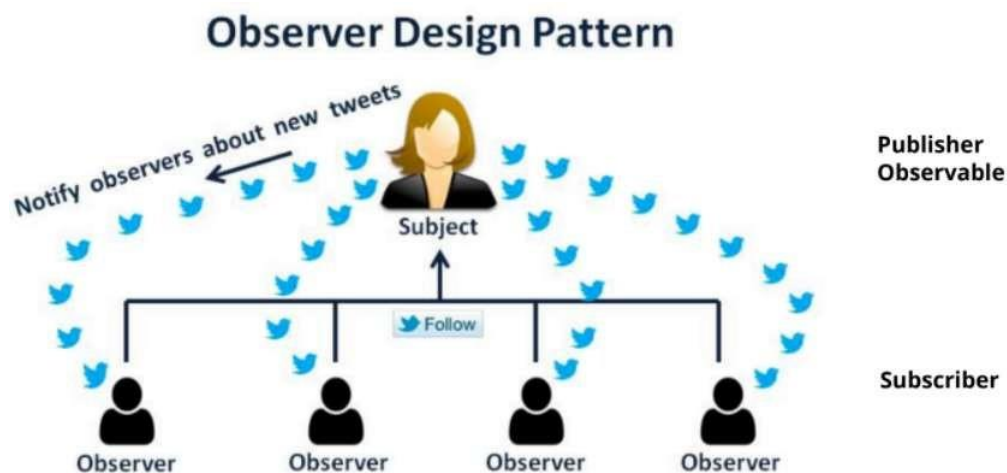 Observer Design Pattern
Notify observers about new tweets
Publisher
Observable
Subject
Follow
Subscriber
Observer
Observer
Observer
Observer